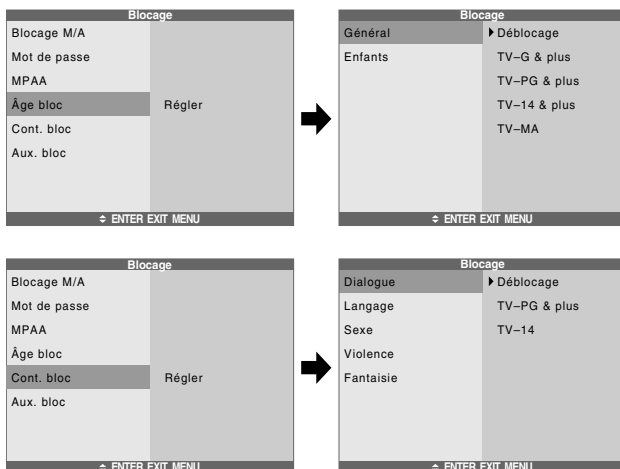 Blocage
Blocage M/A
Mot de passe
MPAA
Âge bloc Régler
Cont. bloc
Aux. bloc
ENTER EXIT MENU
Blocage
Général Déblocage
Enfants TV–G & plus
TV–PG & plus
TV–14 & plus
TV–MA
ENTER EXIT MENU
Blocage
Blocage M/A
Mot de passe
MPAA
Âge bloc
Cont. bloc Régler
Aux. bloc
ENTER EXIT MENU
Blocage
Dialogue Déblocage
Langage TV–PG & plus
Sexe TV–14
Violence
Fantaisie
ENTER EXIT MENU